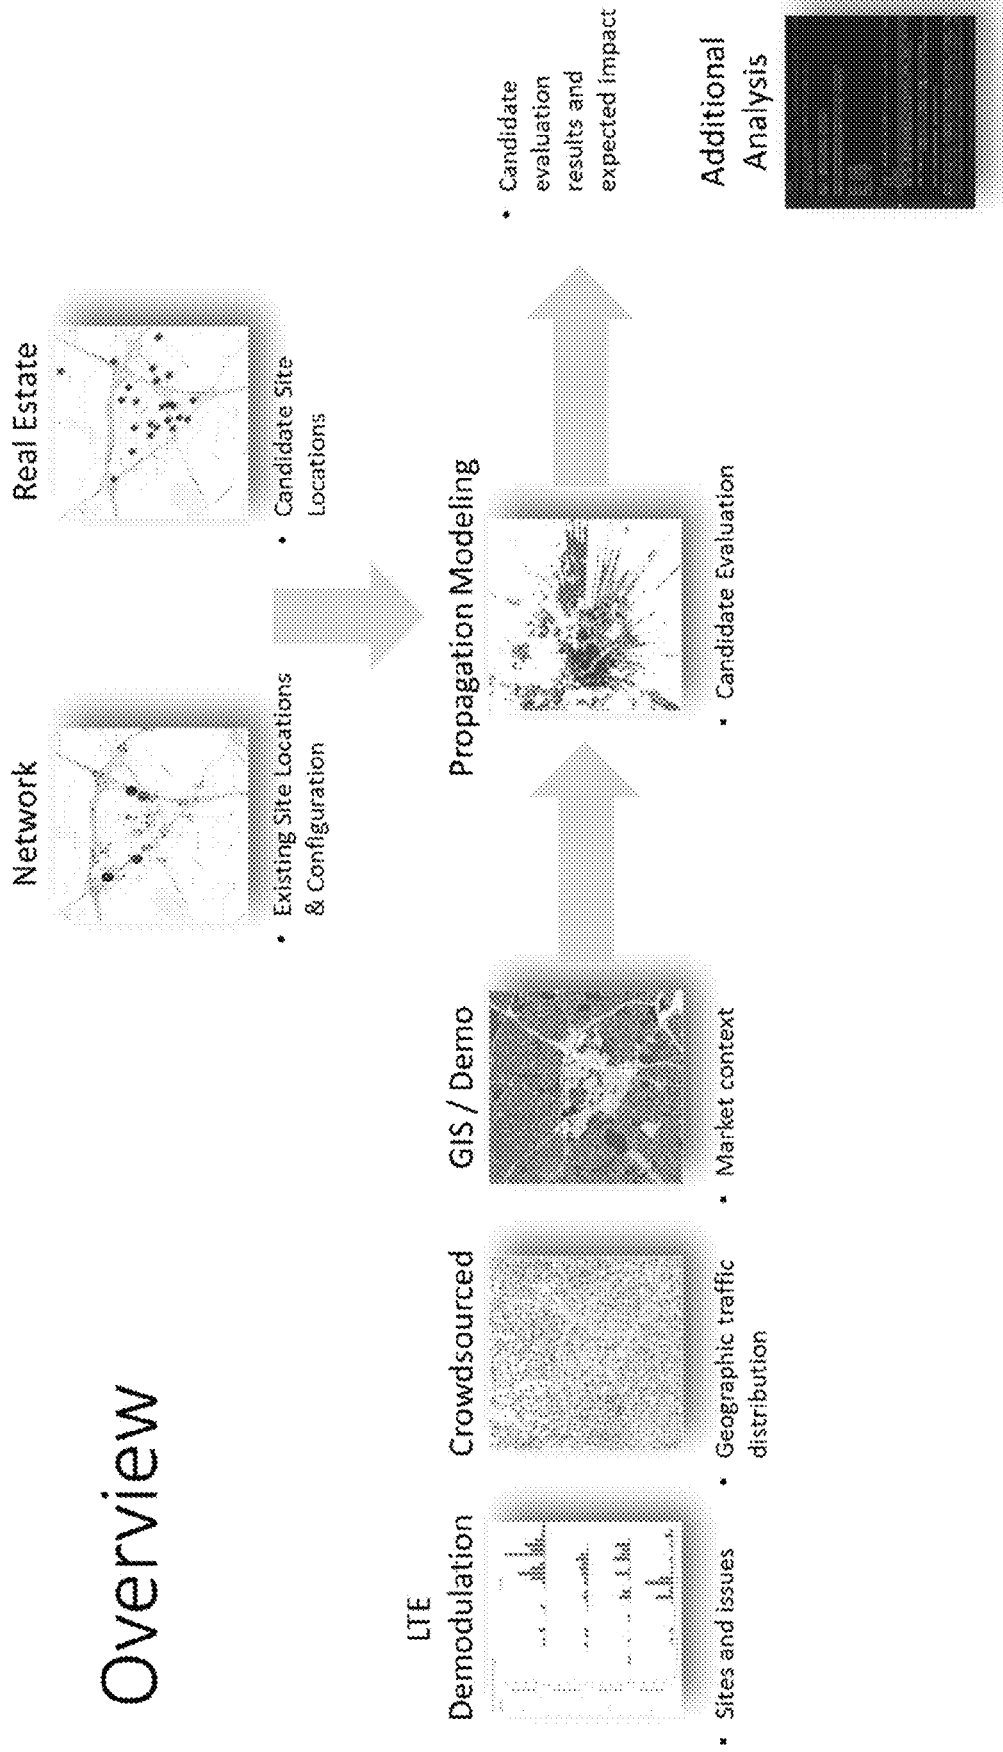 Overview
Network
• Existing Site Locations
& Configuration
Real Estate
• Candidate Site
Locations
LTE
Demodulation
• Sites and issues
Crowdsourced
• Geographic traffic
distribution
GIS / Demo
• Market context
Propagation Modeling
• Candidate Evaluation
• Candidate
evaluation
results and
expected impact
Additional
Analysis